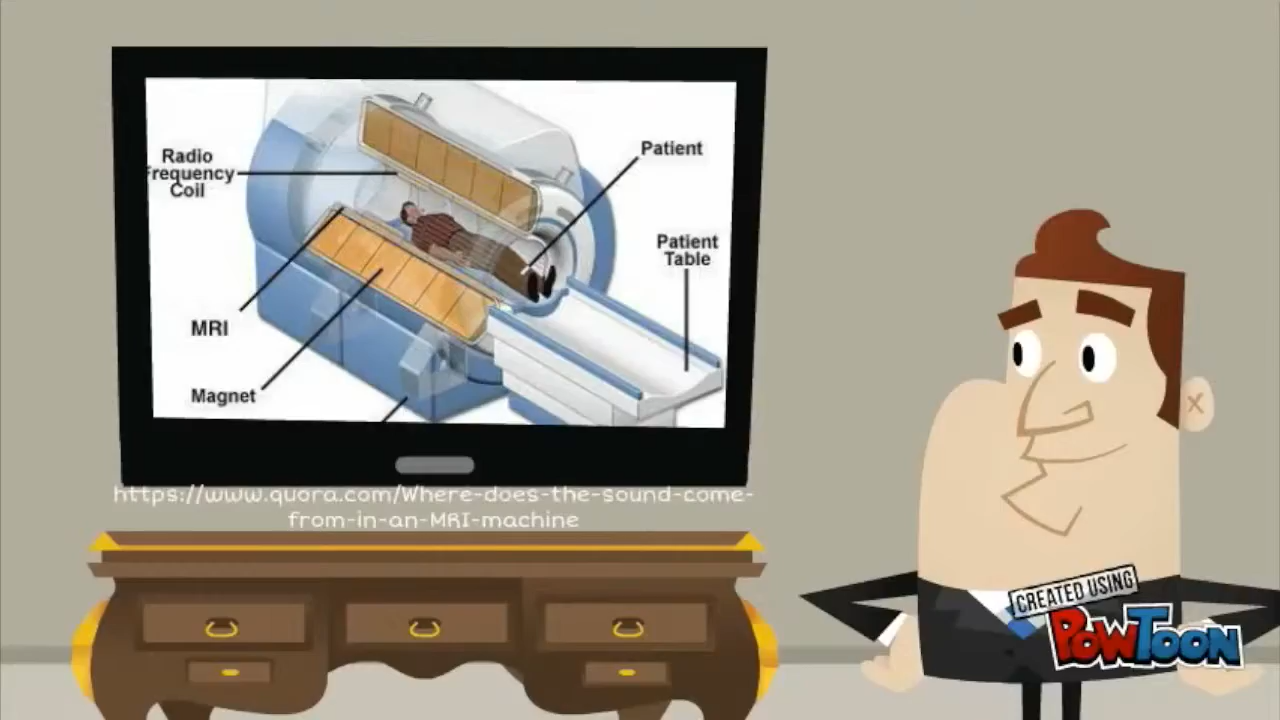 Radio
Frequency
Coil
Patient
Patient
Table
MRI
Magnet
https://www.quora.com/Where-does-the-sound-come-
from-in-an-MRI-machine
CREATED USING
POWTOON